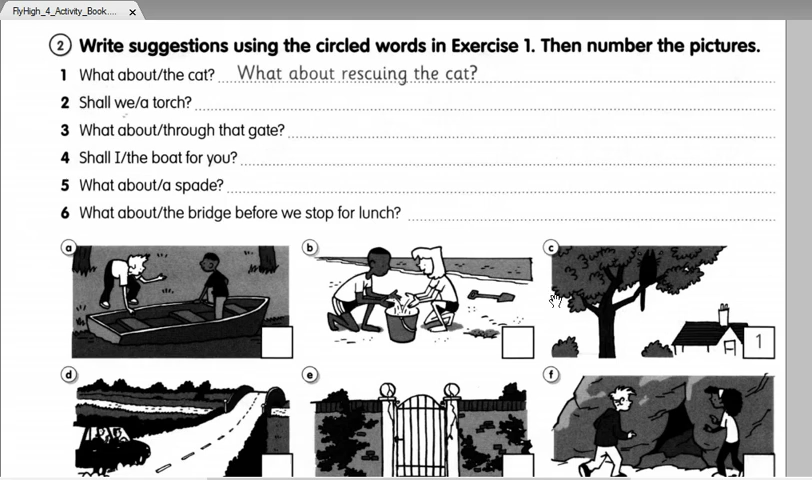 FlyHigh_4_Activity_Book....
2 Write suggestions using the circled words in Exercise 1. Then number the pictures.
1 What about/the cat? What about rescuing the cat?
2 Shall we/a torch?
3 What about/through that gate?
4 Shall I/the boat for you?
5 What about/a spade?
6 What about/the bridge before we stop for lunch?
a b c
1
d e f